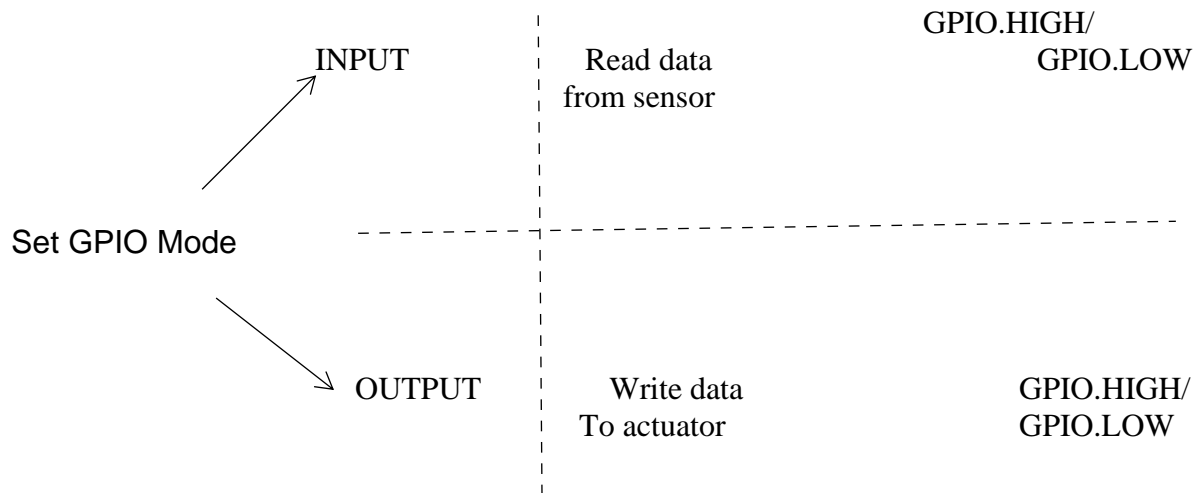 GPIO.HIGH/
INPUT Read data GPIO.LOW
from sensor
Set GPIO Mode
OUTPUT Write data GPIO.HIGH/
To actuator GPIO.LOW